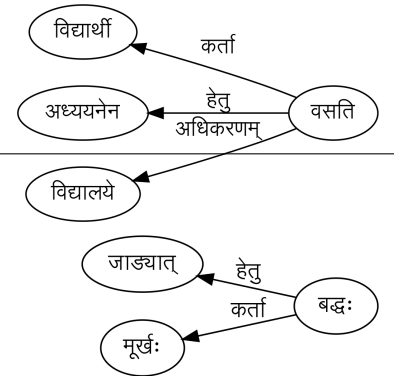 विद्यार्थी
कर्ता
अध्ययनेन
हेतु
वसति
अधिकरणम्
विद्यालये
जाड्यात्
हेतु
बद्धः
कर्ता
मूर्खः